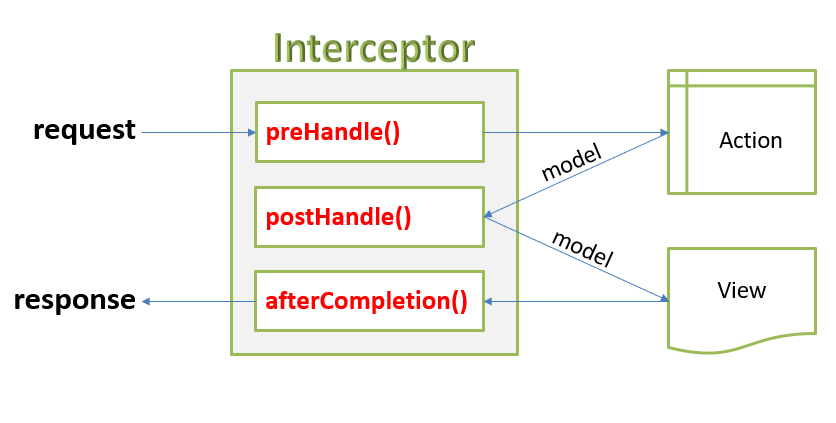 Interceptor
request
preHandle()
Action
model
postHandle()
model
response
afterCompletion()
View